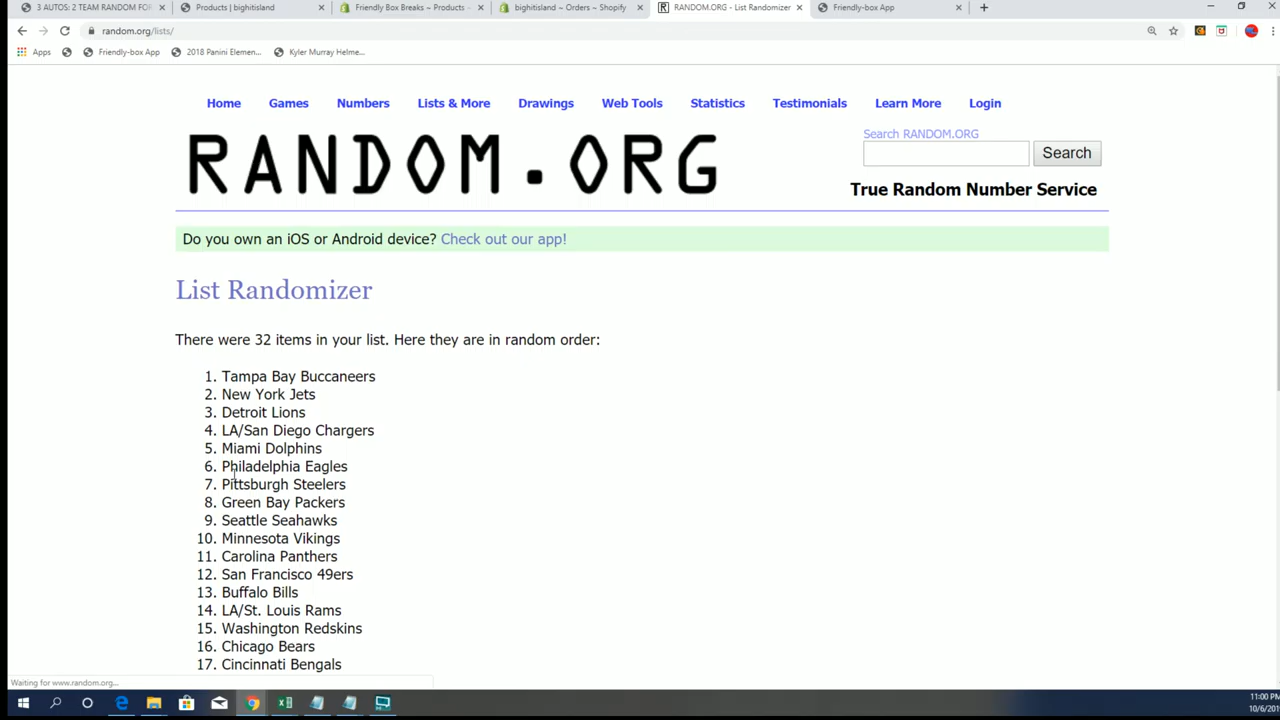 3 AUTOS: 2 TEAM RANDOM FO
Products | bighitisland
Friendly Box Breaks ~ Products
bighitisland ~ Orders ~ Shopify
RANDOM.ORG - List Randomizer
Friendly-box App
random.org/lists/
Apps
Friendly-box App
2018 Panini Elemen...
Kyler Murray Helme...
Home
Games
Numbers
Lists & More
Drawings
Web Tools
Statistics
Testimonials
Learn More
Login
RANDOM.ORG
Search RANDOM.ORG
Search
True Random Number Service
Do you own an iOS or Android device? Check out our app!
List Randomizer
There were 32 items in your list. Here they are in random order:
1. Tampa Bay Buccaneers
2. New York Jets
3. Detroit Lions
4. LA/San Diego Chargers
5. Miami Dolphins
6. Philadelphia Eagles
7. Pittsburgh Steelers
8. Green Bay Packers
9. Seattle Seahawks
10. Minnesota Vikings
11. Carolina Panthers
12. San Francisco 49ers
13. Buffalo Bills
14. LA/St. Louis Rams
15. Washington Redskins
16. Chicago Bears
17. Cincinnati Bengals
Waiting for www.random.org...
11:00 PM
10/6/201